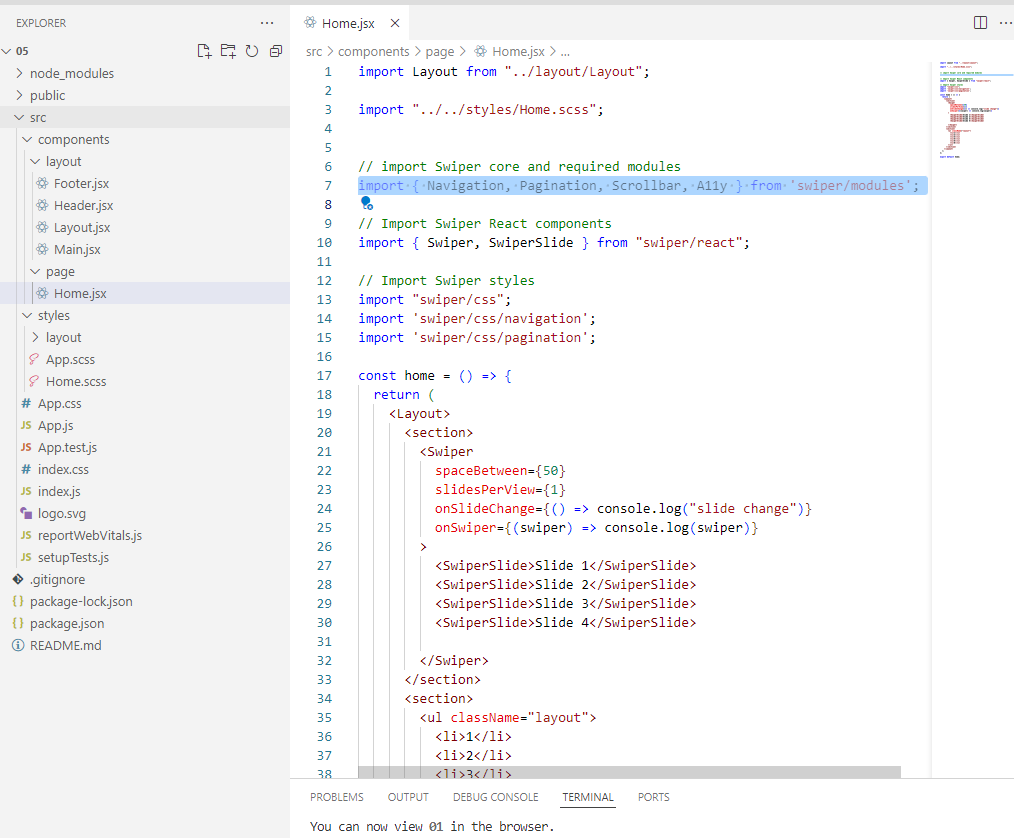 EXPLORER
05
node_modules
public
src
components
layout
Footer.jsx
Header.jsx
Layout.jsx
Main.jsx
page
Home.jsx
styles
layout
App.scss
Home.scss
# App.css
JS App.js
JS App.test.js
# index.css
JS index.js
logo.svg
JS reportWebVitals.js
JS setupTests.js
.gitignore
{} package-lock.json
{} package.json
README.md
Home.jsx
src > components > page > Home.jsx > ...
1 import Layout from "../layout/Layout";
2
3 import "../../styles/Home.scss";
4
5
6 // import Swiper core and required modules
7 import { Navigation, Pagination, Scrollbar, A11y } from 'swiper/modules';
8
9 // Import Swiper React components
10 import { Swiper, SwiperSlide } from "swiper/react";
11
12 // Import Swiper styles
13 import "swiper/css";
14 import 'swiper/css/navigation';
15 import 'swiper/css/pagination';
16
17 const home = () => {
18 return (
19 <Layout>
20 <section>
21 <Swiper
22 spaceBetween={50}
23 slidesPerView={1}
24 onSlideChange={() => console.log("slide change")}
25 onSwiper={(swiper) => console.log(swiper)}
26 >
27 <SwiperSlide>Slide 1</SwiperSlide>
28 <SwiperSlide>Slide 2</SwiperSlide>
29 <SwiperSlide>Slide 3</SwiperSlide>
30 <SwiperSlide>Slide 4</SwiperSlide>
31
32 </Swiper>
33 </section>
34 <section>
35 <ul className="layout">
36 <li>1</li>
37 <li>2</li>
38 <li>3</li>
PROBLEMS OUTPUT DEBUG CONSOLE TERMINAL PORTS
You can now view 01 in the browser.